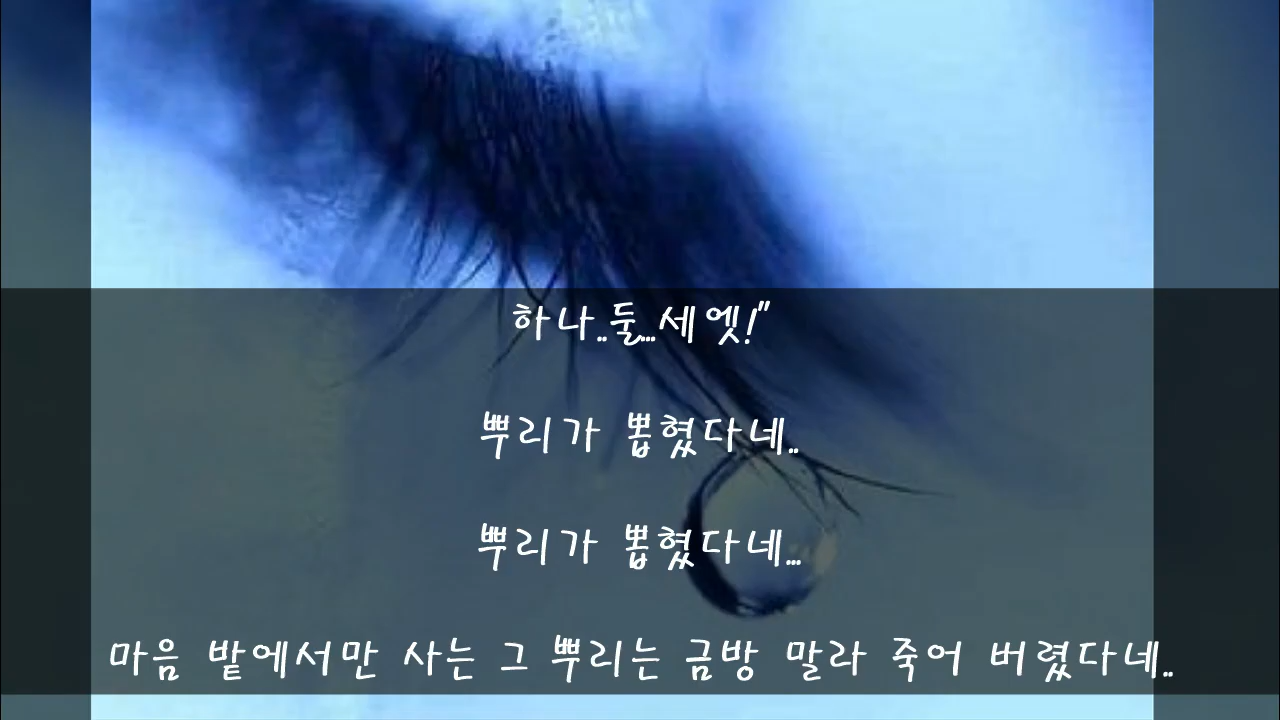 하나..둘...세엣!"
뿌리가 뽑혔다네..
뿌리가 뽑혔다네...
마음 밭에서만 사는 그 뿌리는 금방 말라 죽어 버렸다네..